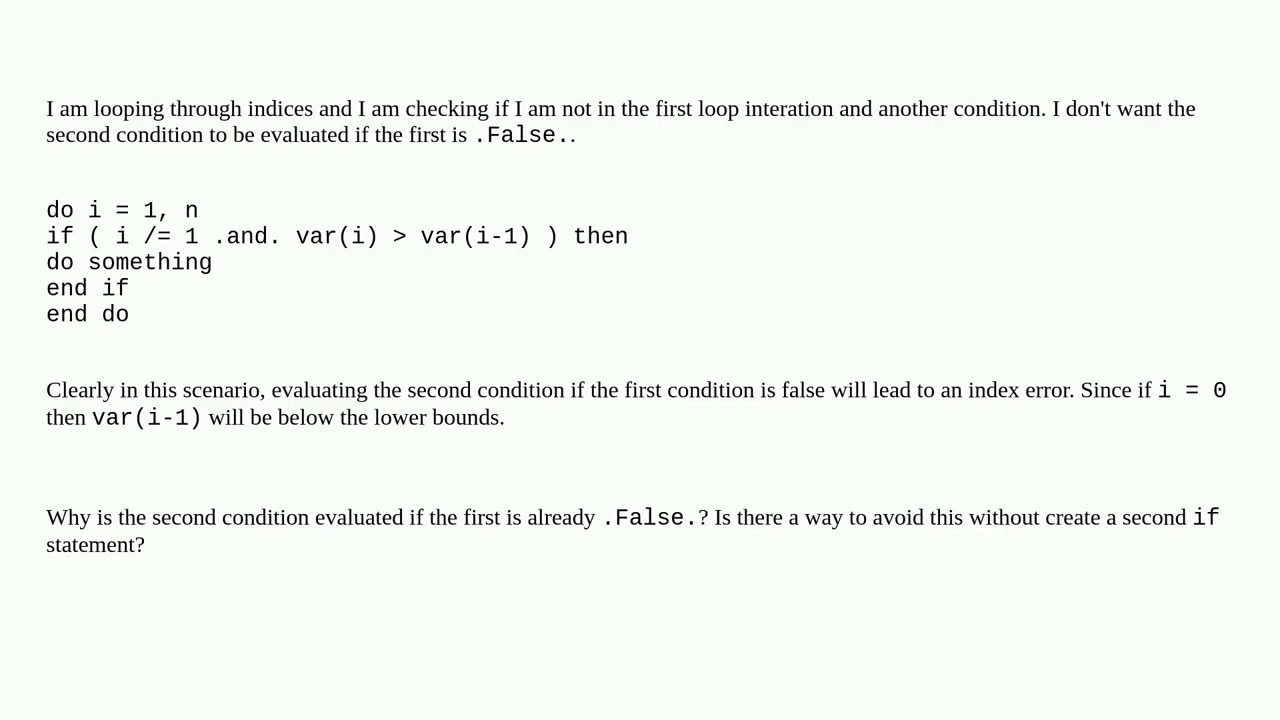 I am looping through indices and I am checking if I am not in the first loop interation and another condition. I don't want the
second condition to be evaluated if the first is .False..
do i = 1, n
if ( i /= 1 .and. var(i) > var(i-1) ) then
do something
end if
end do
Clearly in this scenario, evaluating the second condition if the first condition is false will lead to an index error. Since if i = 0
then var(i-1) will be below the lower bounds.
Why is the second condition evaluated if the first is already .False.? Is there a way to avoid this without create a second if
statement?